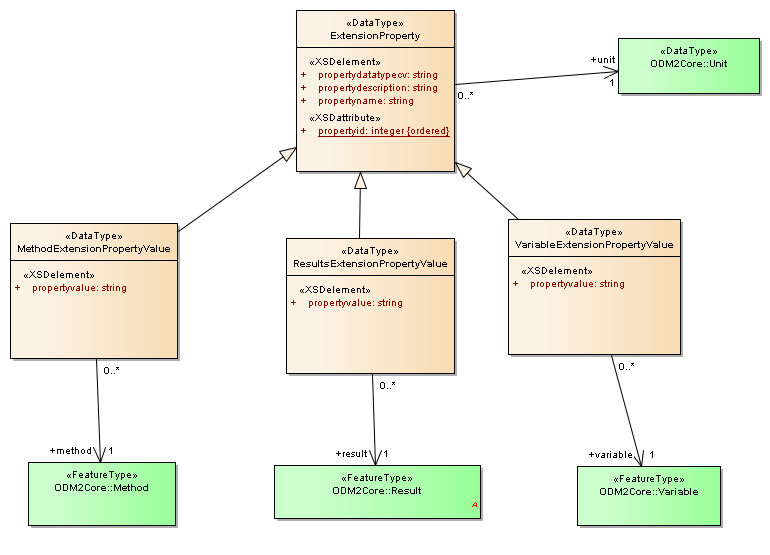 «DataType»
ExtensionProperty
«XSDelement»
+ propertydatatypecv: string
+ propertydescription: string
+ propertyname: string
«XSDattribute»
+ propertyid: integer {ordered}
0..*
+unit
1
«DataType»
ODM2Core::Unit
«DataType»
MethodExtensionPropertyValue
«XSDelement»
+ propertyvalue: string
«DataType»
ResultsExtensionPropertyValue
«XSDelement»
+ propertyvalue: string
«DataType»
VariableExtensionPropertyValue
«XSDelement»
+ propertyvalue: string
0..*
0..*
0..*
+method 1
+result 1
+variable 1
«FeatureType»
ODM2Core::Method
«FeatureType»
ODM2Core::Result
A
«FeatureType»
ODM2Core::Variable